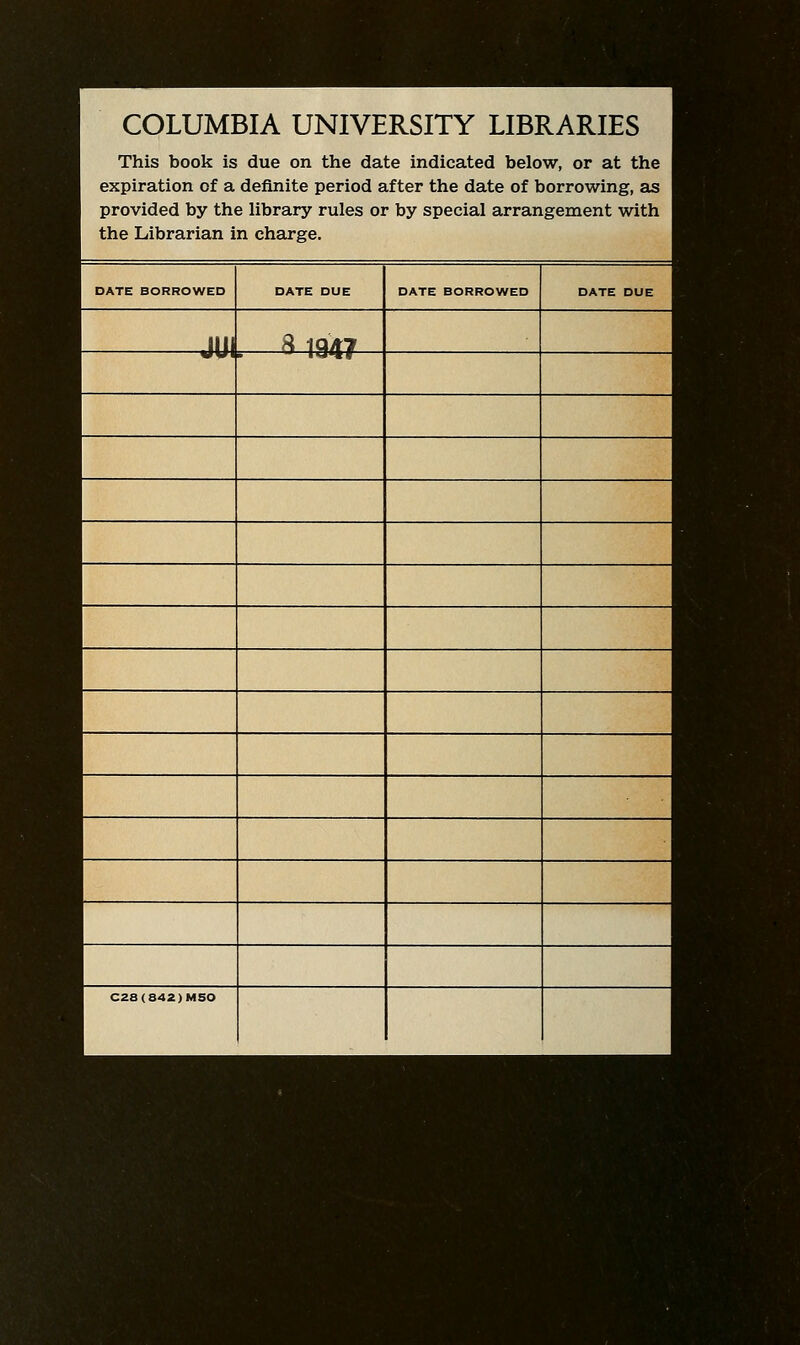 COLUMBIA UNIVERSITY LIBRARIES
This book is due on the date indicated below, or at the
expiration of a definite period after the date of borrowing, as
provided by the library rules or by special arrangement with
the Librarian in charge.
DATE BORROWED DATE DUE DATE BORROWED DATE DUE
JUL 8 1947
C28(842)M50